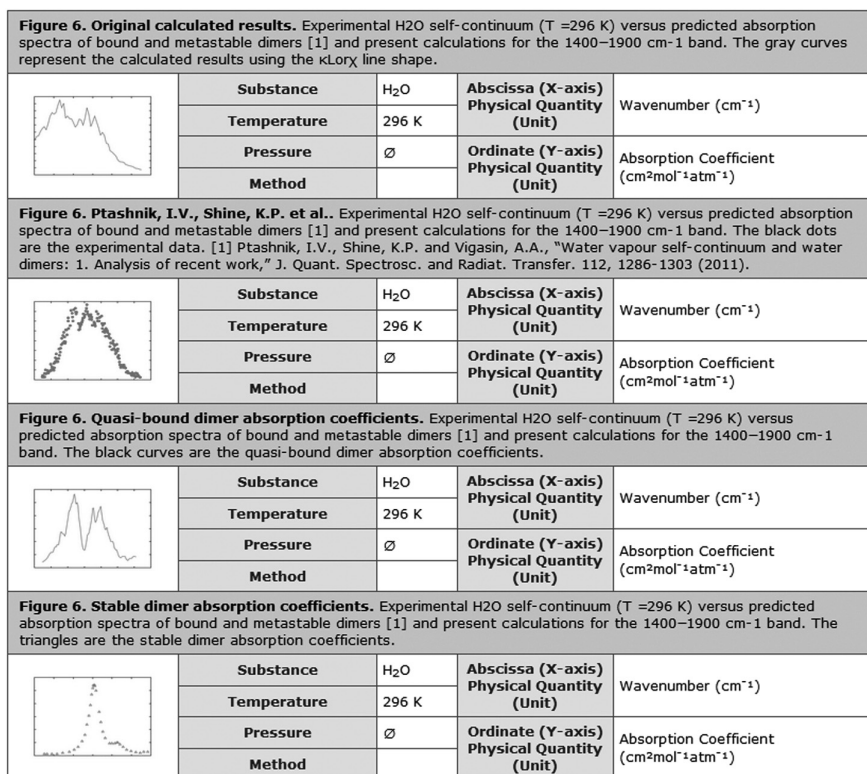 Figure 6. Original calculated results. Experimental H2O self-continuum (T =296 K) versus predicted absorption
spectra of bound and metastable dimers [1] and present calculations for the 1400−1900 cm-1 band. The gray curves
represent the calculated results using the κLorχ line shape.
Substance
H₂O
Abscissa (X-axis)
Physical Quantity
(Unit)
Wavenumber (cm⁻¹)
Temperature
296 K
Pressure
Ø
Ordinate (Y-axis)
Physical Quantity
(Unit)
Absorption Coefficient
(cm²mol⁻¹atm⁻¹)
Method
Figure 6. Ptashnik, I.V., Shine, K.P. et al.. Experimental H2O self-continuum (T =296 K) versus predicted absorption
spectra of bound and metastable dimers [1] and present calculations for the 1400−1900 cm-1 band. The black dots
are the experimental data. [1] Ptashnik, I.V., Shine, K.P. and Vigasin, A.A., “Water vapour self-continuum and water
dimers: 1. Analysis of recent work,” J. Quant. Spectrosc. and Radiat. Transfer. 112, 1286-1303 (2011).
Substance
H₂O
Abscissa (X-axis)
Physical Quantity
(Unit)
Wavenumber (cm⁻¹)
Temperature
296 K
Pressure
Ø
Ordinate (Y-axis)
Physical Quantity
(Unit)
Absorption Coefficient
(cm²mol⁻¹atm⁻¹)
Method
Figure 6. Quasi-bound dimer absorption coefficients. Experimental H2O self-continuum (T =296 K) versus
predicted absorption spectra of bound and metastable dimers [1] and present calculations for the 1400−1900 cm-1
band. The black curves are the quasi-bound dimer absorption coefficients.
Substance
H₂O
Abscissa (X-axis)
Physical Quantity
(Unit)
Wavenumber (cm⁻¹)
Temperature
296 K
Pressure
Ø
Ordinate (Y-axis)
Physical Quantity
(Unit)
Absorption Coefficient
(cm²mol⁻¹atm⁻¹)
Method
Figure 6. Stable dimer absorption coefficients. Experimental H2O self-continuum (T =296 K) versus predicted
absorption spectra of bound and metastable dimers [1] and present calculations for the 1400−1900 cm-1 band. The
triangles are the stable dimer absorption coefficients.
Substance
H₂O
Abscissa (X-axis)
Physical Quantity
(Unit)
Wavenumber (cm⁻¹)
Temperature
296 K
Pressure
Ø
Ordinate (Y-axis)
Physical Quantity
(Unit)
Absorption Coefficient
(cm²mol⁻¹atm⁻¹)
Method